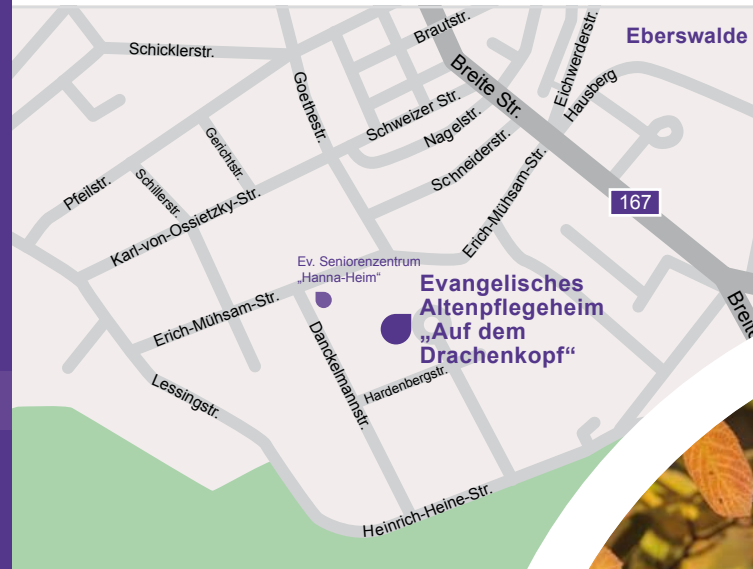 Eberswalde
Brautstr.
Schicklerstr.
Goethestr.
Breite Str.
Eichwerderstr.
Hausberg
Schweizer Str.
Nagelstr.
Gerichtstr.
Schneiderstr.
Pfeilstr.
Schillerstr.
Karl-von-Ossietzky-Str.
Erich-Mühsam-Str.
167
Ev. Seniorenzentrum
„Hanna-Heim“
Evangelisches
Altenpflegeheim
„Auf dem
Drachenkopf“
Erich-Mühsam-Str.
Danckelmannstr.
Hardenbergstr.
Lessingstr.
Heinrich-Heine-Str.